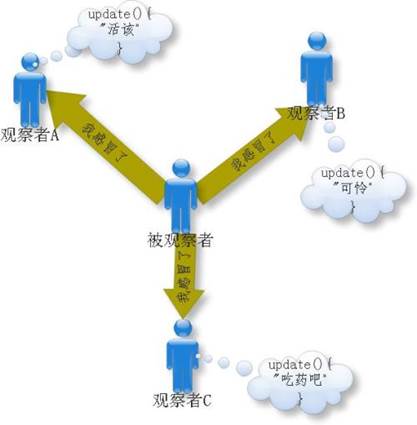 update() {
"活该"
}
观察者A
观察者B
我感冒了
我感冒了
update() {
"可怜"
}
被观察者
我感冒了
update() {
"吃药吧"
}
观察者C